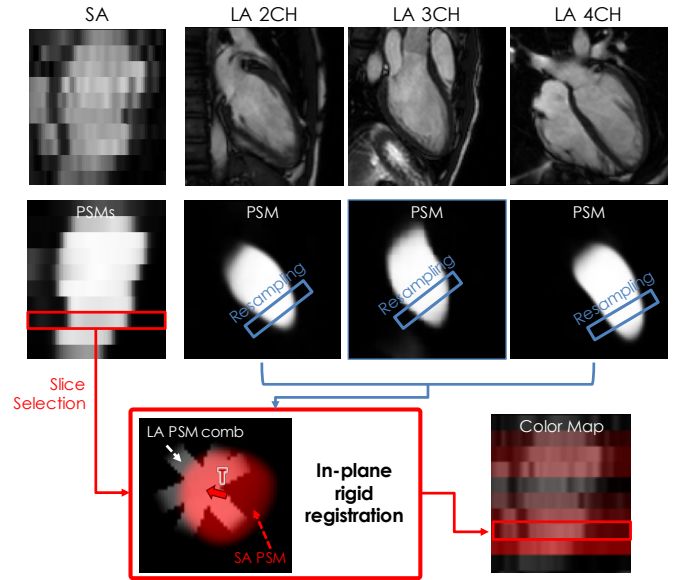 SA
LA 2CH
LA 3CH
LA 4CH
PSMs
PSM
PSM
PSM
Resampling
Resampling
Resampling
Slice
Selection
LA PSM comb
T
SA PSM
In-plane
rigid
registration
Color Map